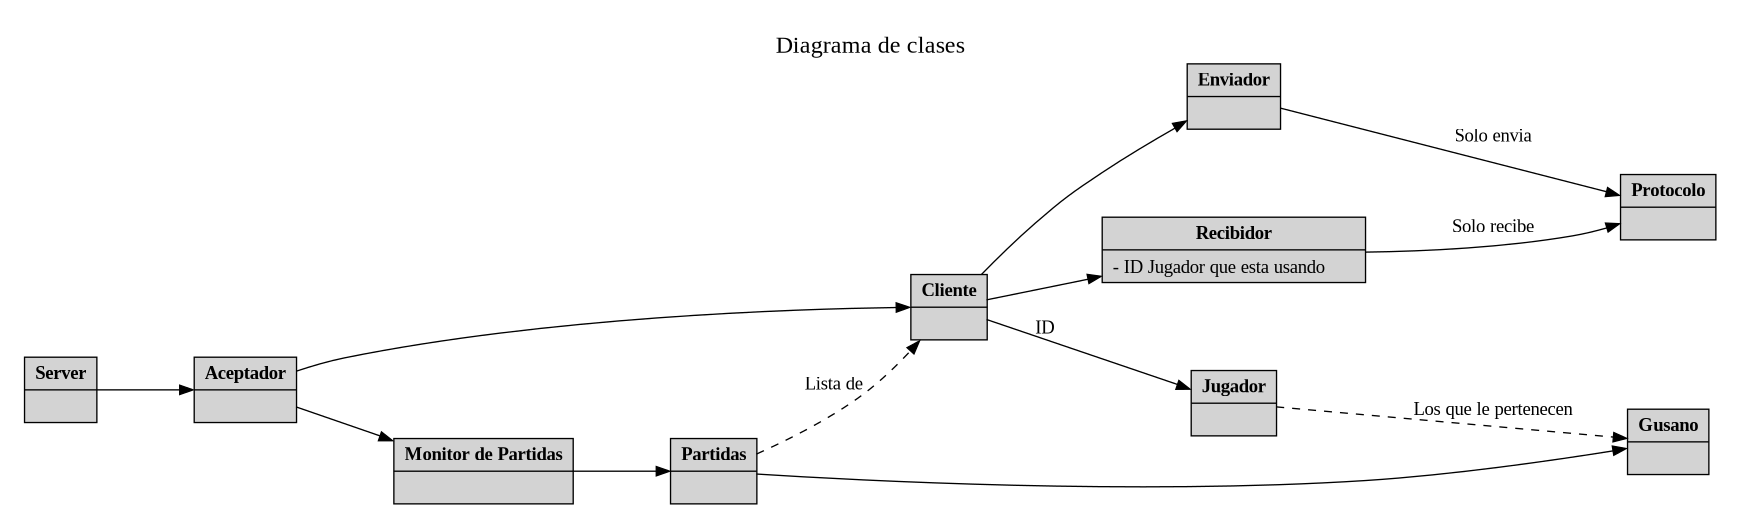 Diagrama de clases
Enviador
Solo envia
Protocolo
Recibidor
- ID Jugador que esta usando
Solo recibe
Cliente
ID
Server
Aceptador
Lista de
Jugador
Los que le pertenecen
Gusano
Monitor de Partidas
Partidas